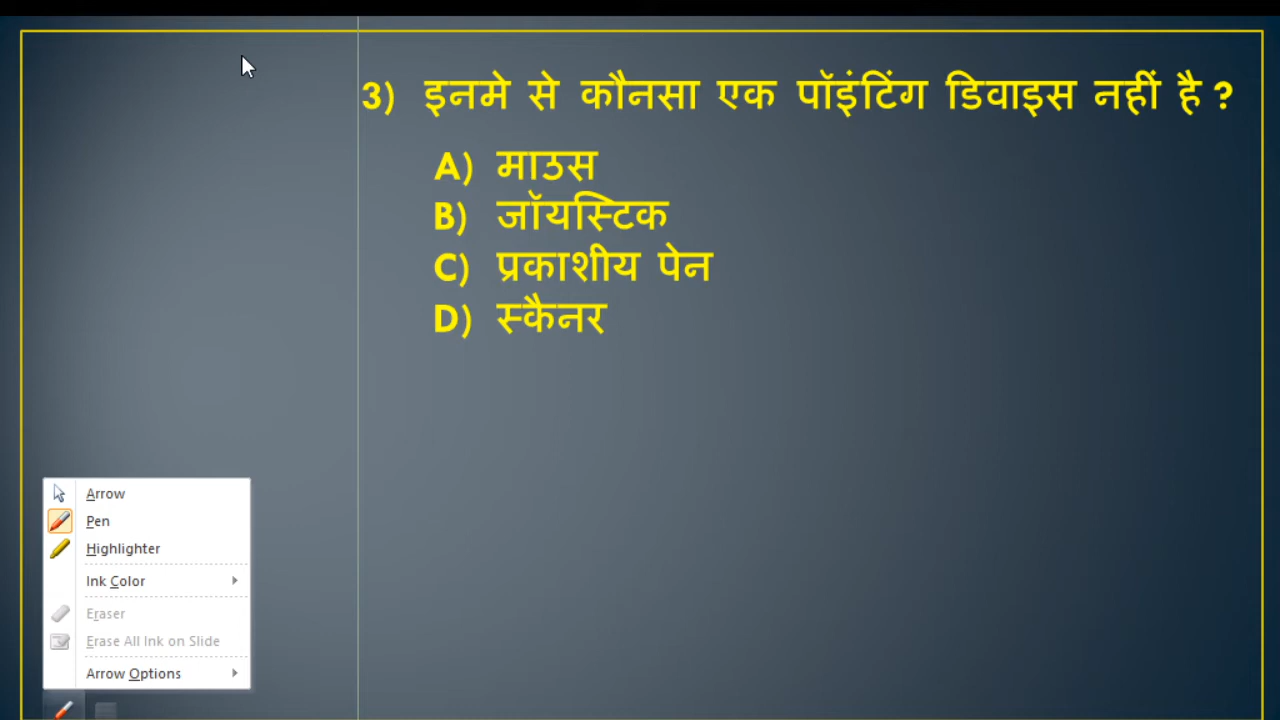 3) इनमे से कौनसा एक पॉइंटिंग डिवाइस नहीं है ?
A) माउस
B) जॉयस्टिक
C) प्रकाशीय पेन
D) स्कैनर
Arrow
Pen
Highlighter
Ink Color
Eraser
Erase All Ink on Slide
Arrow Options